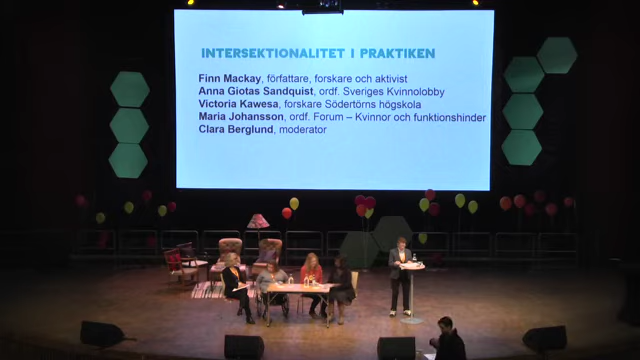 INTERSEKTIONALITET I PRAKTIKEN
Finn Mackay, författare, forskare och aktivist
Anna Giotas Sandquist, ordf. Sveriges Kvinnolobby
Victoria Kawesa, forskare Södertörns högskola
Maria Johansson, ordf. Forum – Kvinnor och funktionshinder
Clara Berglund, moderator